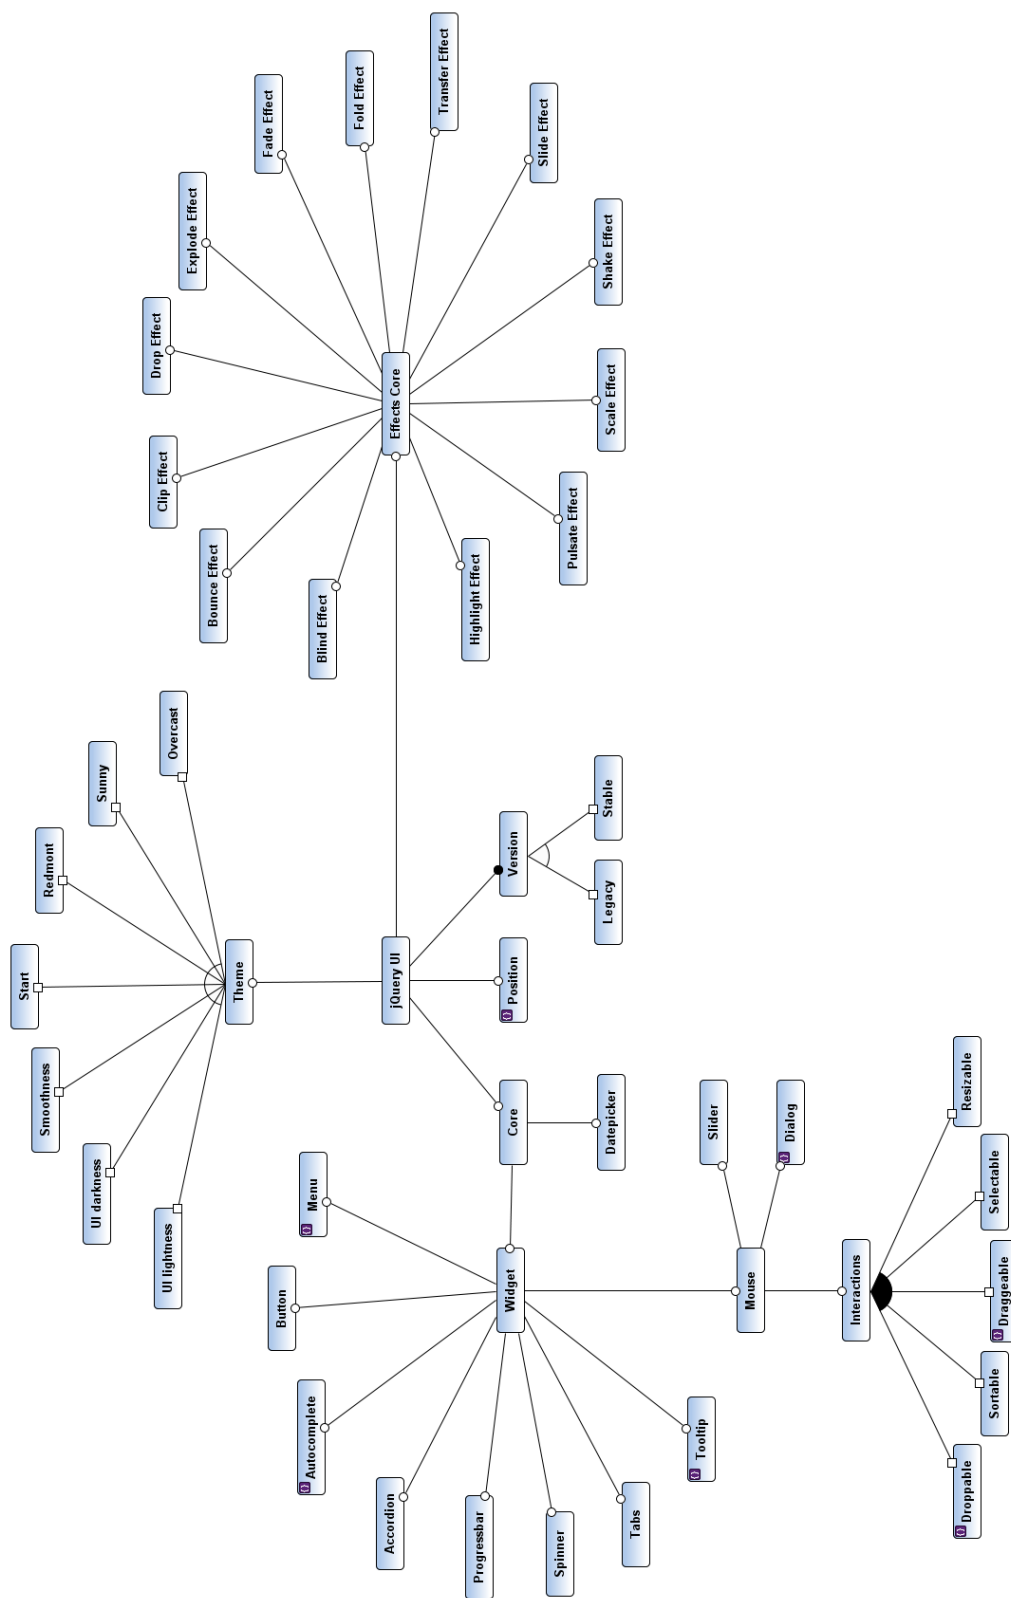 Transfer Effect
Fold Effect
Fade Effect
Slide Effect
Explode Effect
Shake Effect
Drop Effect
Effects Core
Scale Effect
Clip Effect
Pulsate Effect
Bounce Effect
Highlight Effect
Blind Effect
Overcast
Sunny
Redmont
Start
Smoothness
UI darkness
UI lightness
Theme
jQuery UI
Version
Stable
Legacy
Position
Core
Datepicker
Slider
Dialog
Menu
Button
Autocomplete
Accordion
Progressbar
Spinner
Tabs
Tooltip
Widget
Mouse
Interactions
Resizable
Selectable
Draggeable
Sortable
Droppable